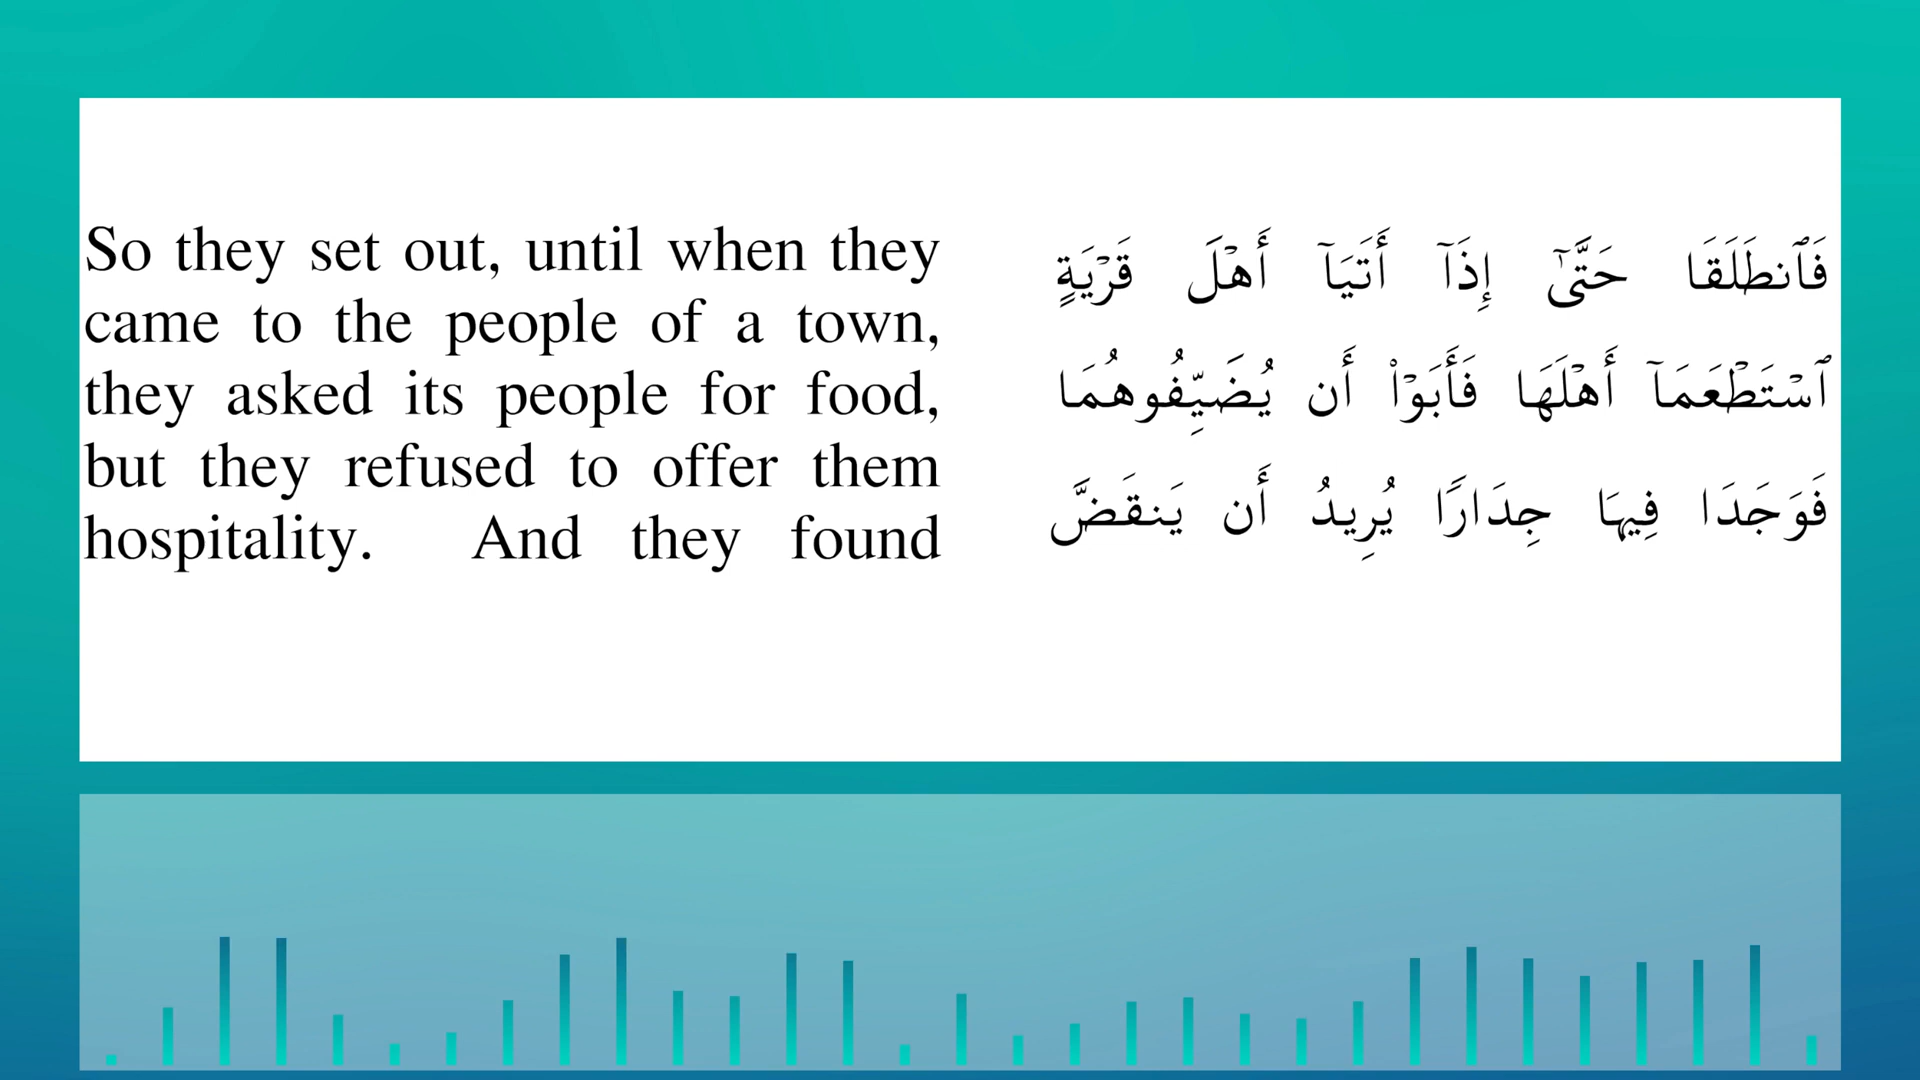 So they set out, until when they
came to the people of a town,
they asked its people for food,
but they refused to offer them
hospitality. And they found
فَٱنطَلَقَا حَتَّىٰٓ إِذَآ أَتَيَآ أَهْلَ قَرْيَةٍ
ٱسْتَطْعَمَآ أَهْلَهَا فَأَبَوْا۟ أَن يُضَيِّفُوهُمَا
فَوَجَدَا فِيهَا جِدَارًا يُرِيدُ أَن يَنقَضَّ